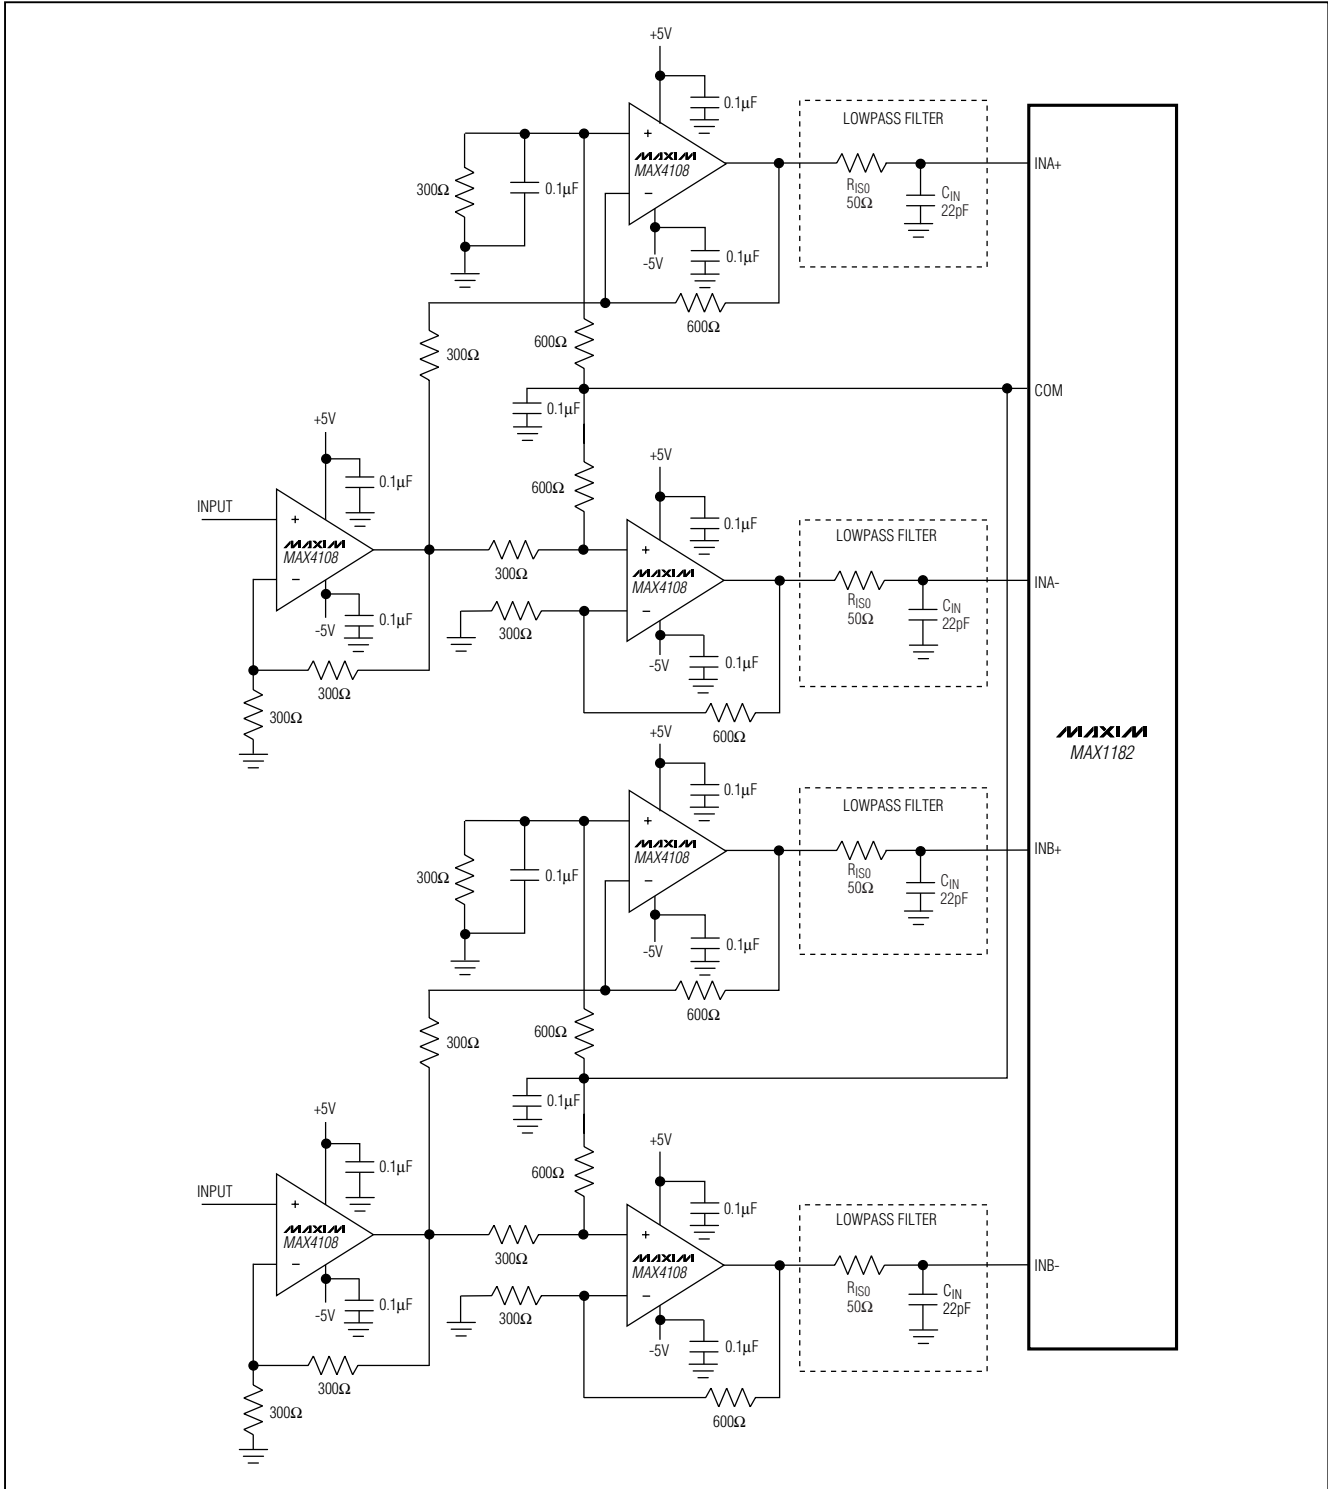 +5V
0.1µF
LOWPASS FILTER
+
MAXIM
MAX4108
−
300Ω
0.1µF
RISO
50Ω
CIN
22pF
INA+
-5V
0.1µF
600Ω
300Ω
600Ω
0.1µF
COM
+5V
0.1µF
INPUT
+
MAXIM
MAX4108
−
-5V
0.1µF
300Ω
300Ω
600Ω
+5V
0.1µF
300Ω
300Ω
+
MAXIM
MAX4108
−
-5V
0.1µF
600Ω
LOWPASS FILTER
RISO
50Ω
CIN
22pF
INA-
MAXIM
MAX1182
+5V
0.1µF
LOWPASS FILTER
+
MAXIM
MAX4108
−
300Ω
0.1µF
RISO
50Ω
CIN
22pF
INB+
-5V
0.1µF
600Ω
300Ω
600Ω
0.1µF
+5V
0.1µF
INPUT
+
MAXIM
MAX4108
−
-5V
0.1µF
300Ω
300Ω
600Ω
+5V
0.1µF
300Ω
300Ω
+
MAXIM
MAX4108
−
-5V
0.1µF
600Ω
LOWPASS FILTER
RISO
50Ω
CIN
22pF
INB-